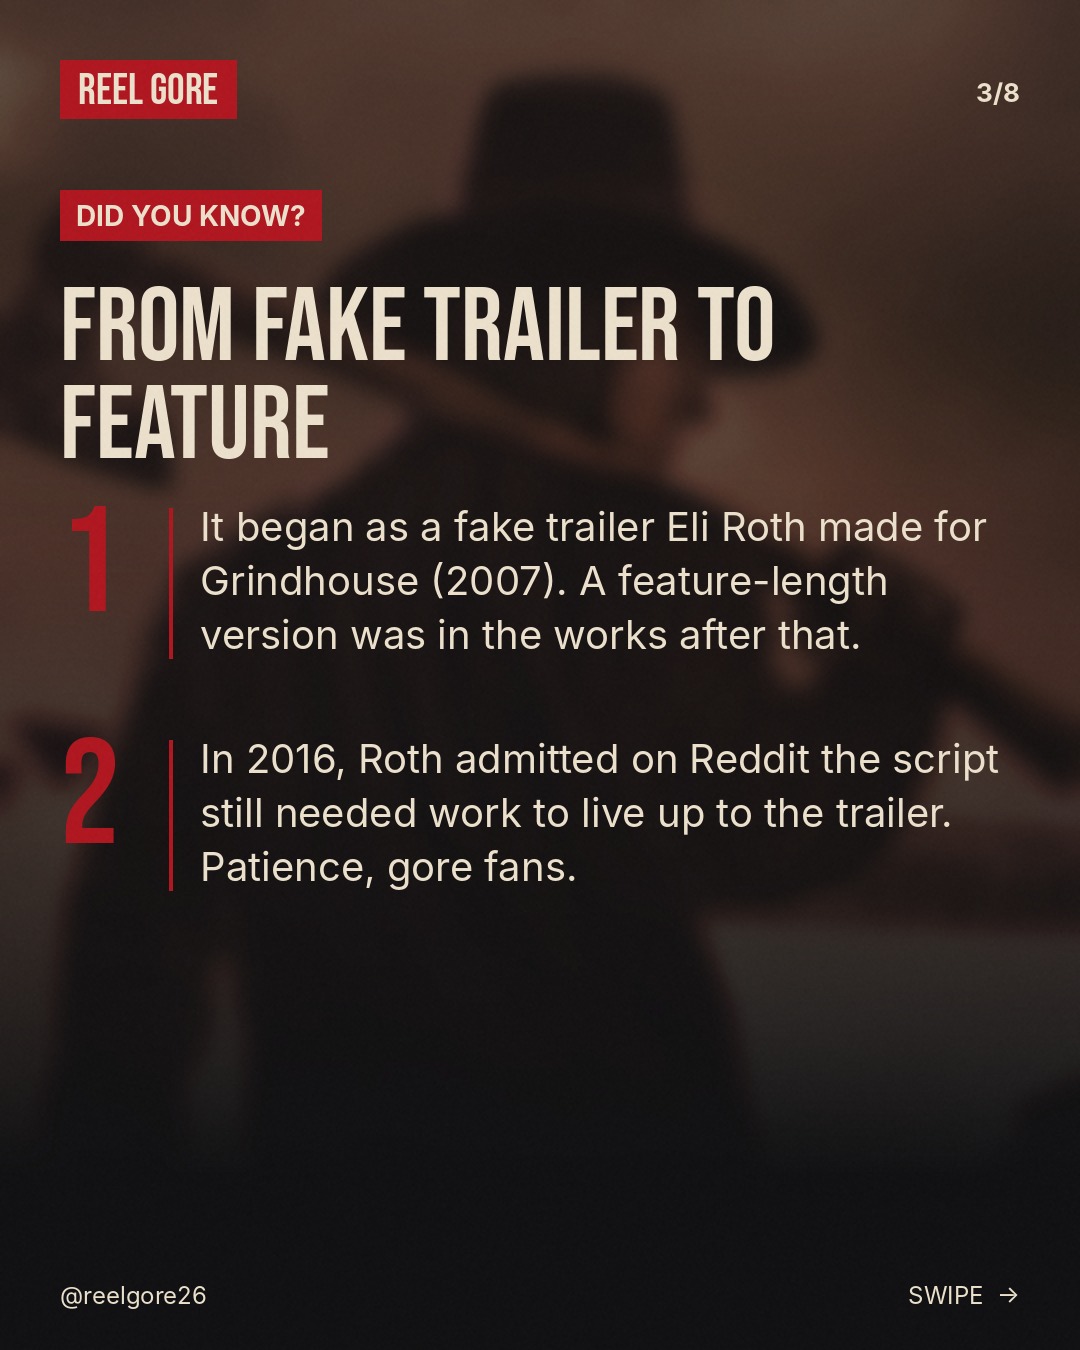 REEL GORE
3/8
DID YOU KNOW?
FROM FAKE TRAILER TO
FEATURE
1
It began as a fake trailer Eli Roth made for
Grindhouse (2007). A feature-length
version was in the works after that.
2
In 2016, Roth admitted on Reddit the script
still needed work to live up to the trailer.
Patience, gore fans.
@reelgore26
SWIPE →